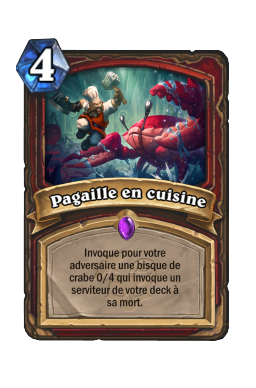 4
Pagaille en cuisine
Invoque pour votre
adversaire une bisque de
crabe 0/4 qui invoque un
serviteur de votre deck à
sa mort.